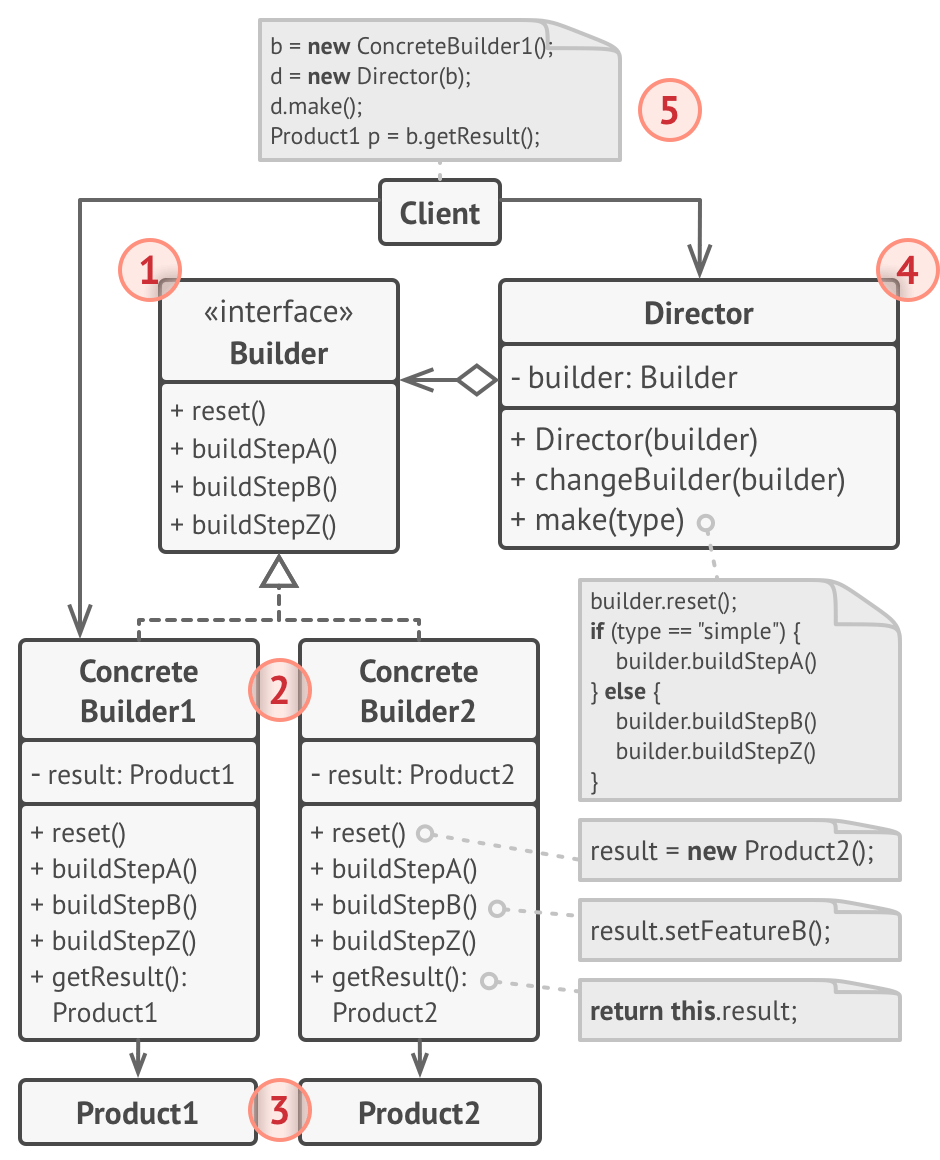 b = new ConcreteBuilder1();
d = new Director(b);
d.make();
Product1 p = b.getResult();
5
Client
1
«interface»
Builder
+ reset()
+ buildStepA()
+ buildStepB()
+ buildStepZ()
4
Director
- builder: Builder
+ Director(builder)
+ changeBuilder(builder)
+ make(type)
builder.reset();
if (type == "simple") {
builder.buildStepA()
} else {
builder.buildStepB()
builder.buildStepZ()
}
2
Concrete
Builder1
- result: Product1
+ reset()
+ buildStepA()
+ buildStepB()
+ buildStepZ()
+ getResult():
Product1
Concrete
Builder2
- result: Product2
+ reset()
+ buildStepA()
+ buildStepB()
+ buildStepZ()
+ getResult():
Product2
result = new Product2();
result.setFeatureB();
return this.result;
3
Product1
Product2